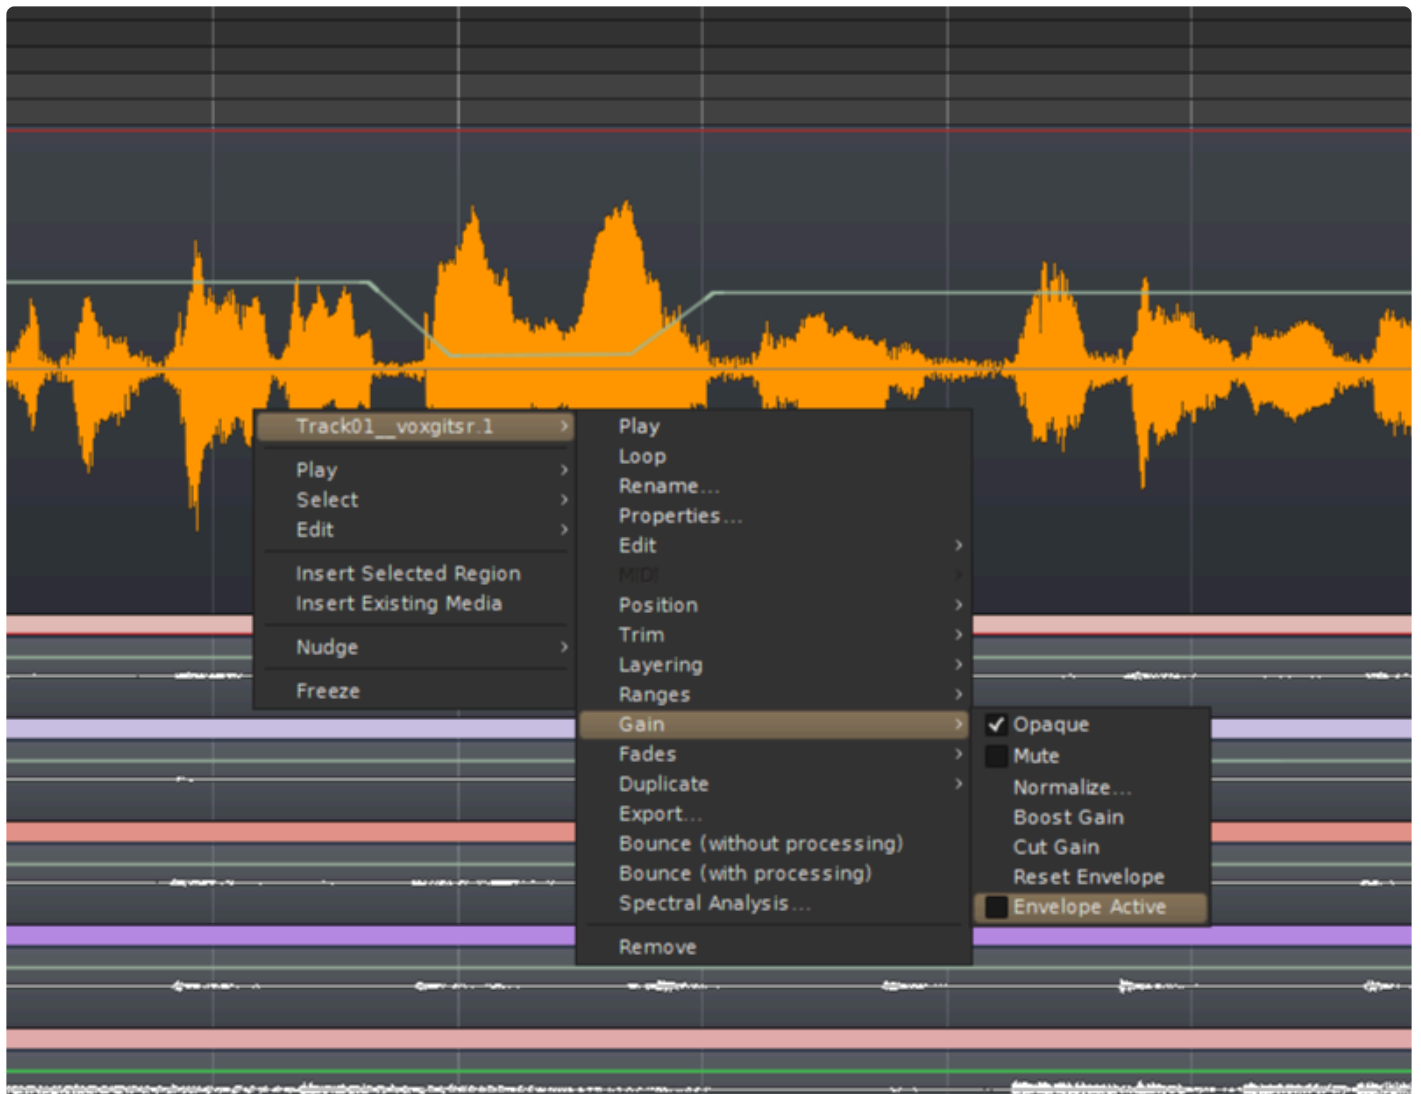 Track01__voxgitsr.1
Play
Select
Edit
Insert Selected Region
Insert Existing Media
Nudge
Freeze
Play
Loop
Rename...
Properties...
Edit
MIDI
Position
Trim
Layering
Ranges
Gain
Fades
Duplicate
Export...
Bounce (without processing)
Bounce (with processing)
Spectral Analysis...
Remove
Opaque
Mute
Normalize...
Boost Gain
Cut Gain
Reset Envelope
Envelope Active